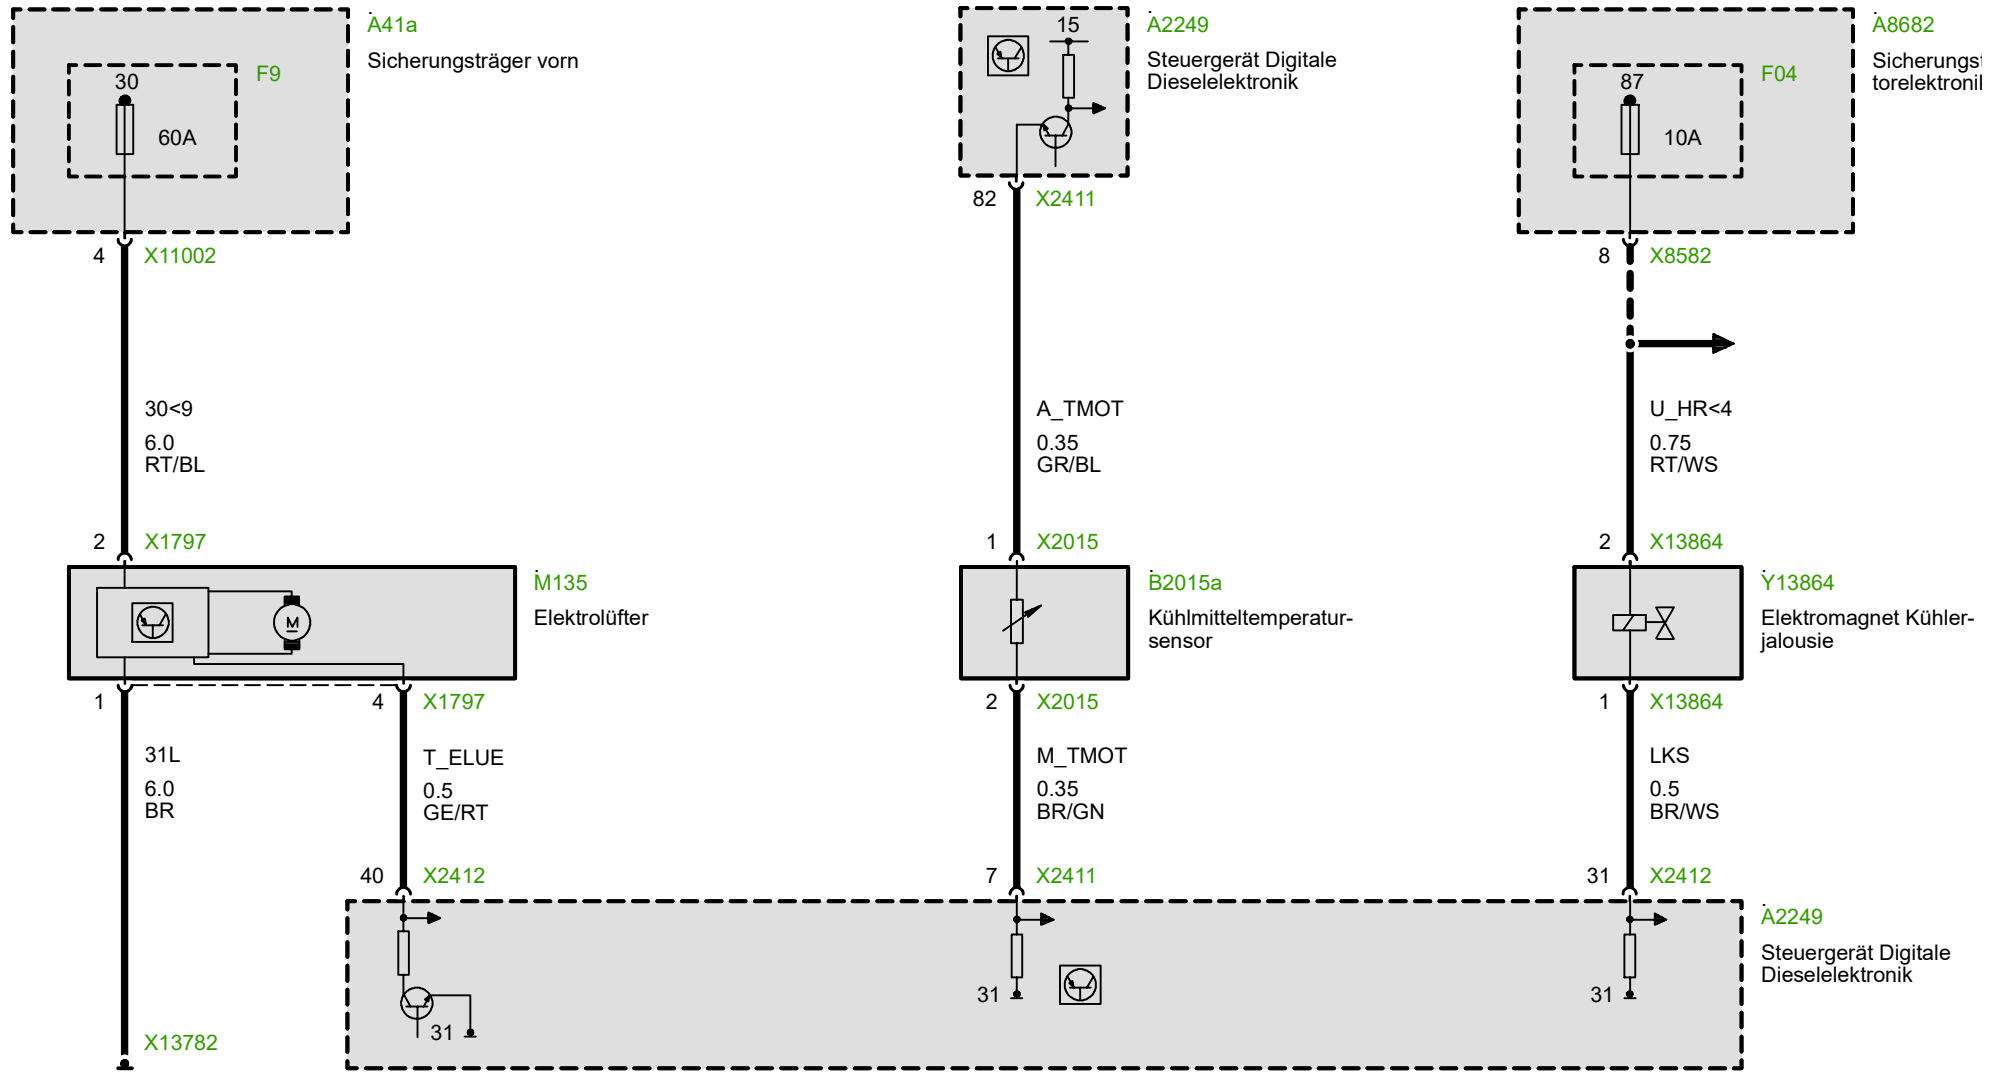 A41a
Sicherungsträger vorn
F9
30
60A
4 X11002
30<9
6.0
RT/BL
2 X1797
M135
Elektrolüfter
M
1
4 X1797
31L
6.0
BR
T_ELUE
0.5
GE/RT
40 X2412
X13782
A2249
Steuergerät Digitale
Dieselelektronik
15
82 X2411
A_TMOT
0.35
GR/BL
1 X2015
B2015a
Kühlmitteltemperatur-
sensor
2 X2015
M_TMOT
0.35
BR/GN
7 X2411
A8682
F04
87
10A
8 X8582
U_HR<4
0.75
RT/WS
2 X13864
Y13864
Elektromagnet Kühler-
jalousie
1 X13864
LKS
0.5
BR/WS
31 X2412
A2249
Steuergerät Digitale
Dieselelektronik
31
31
31